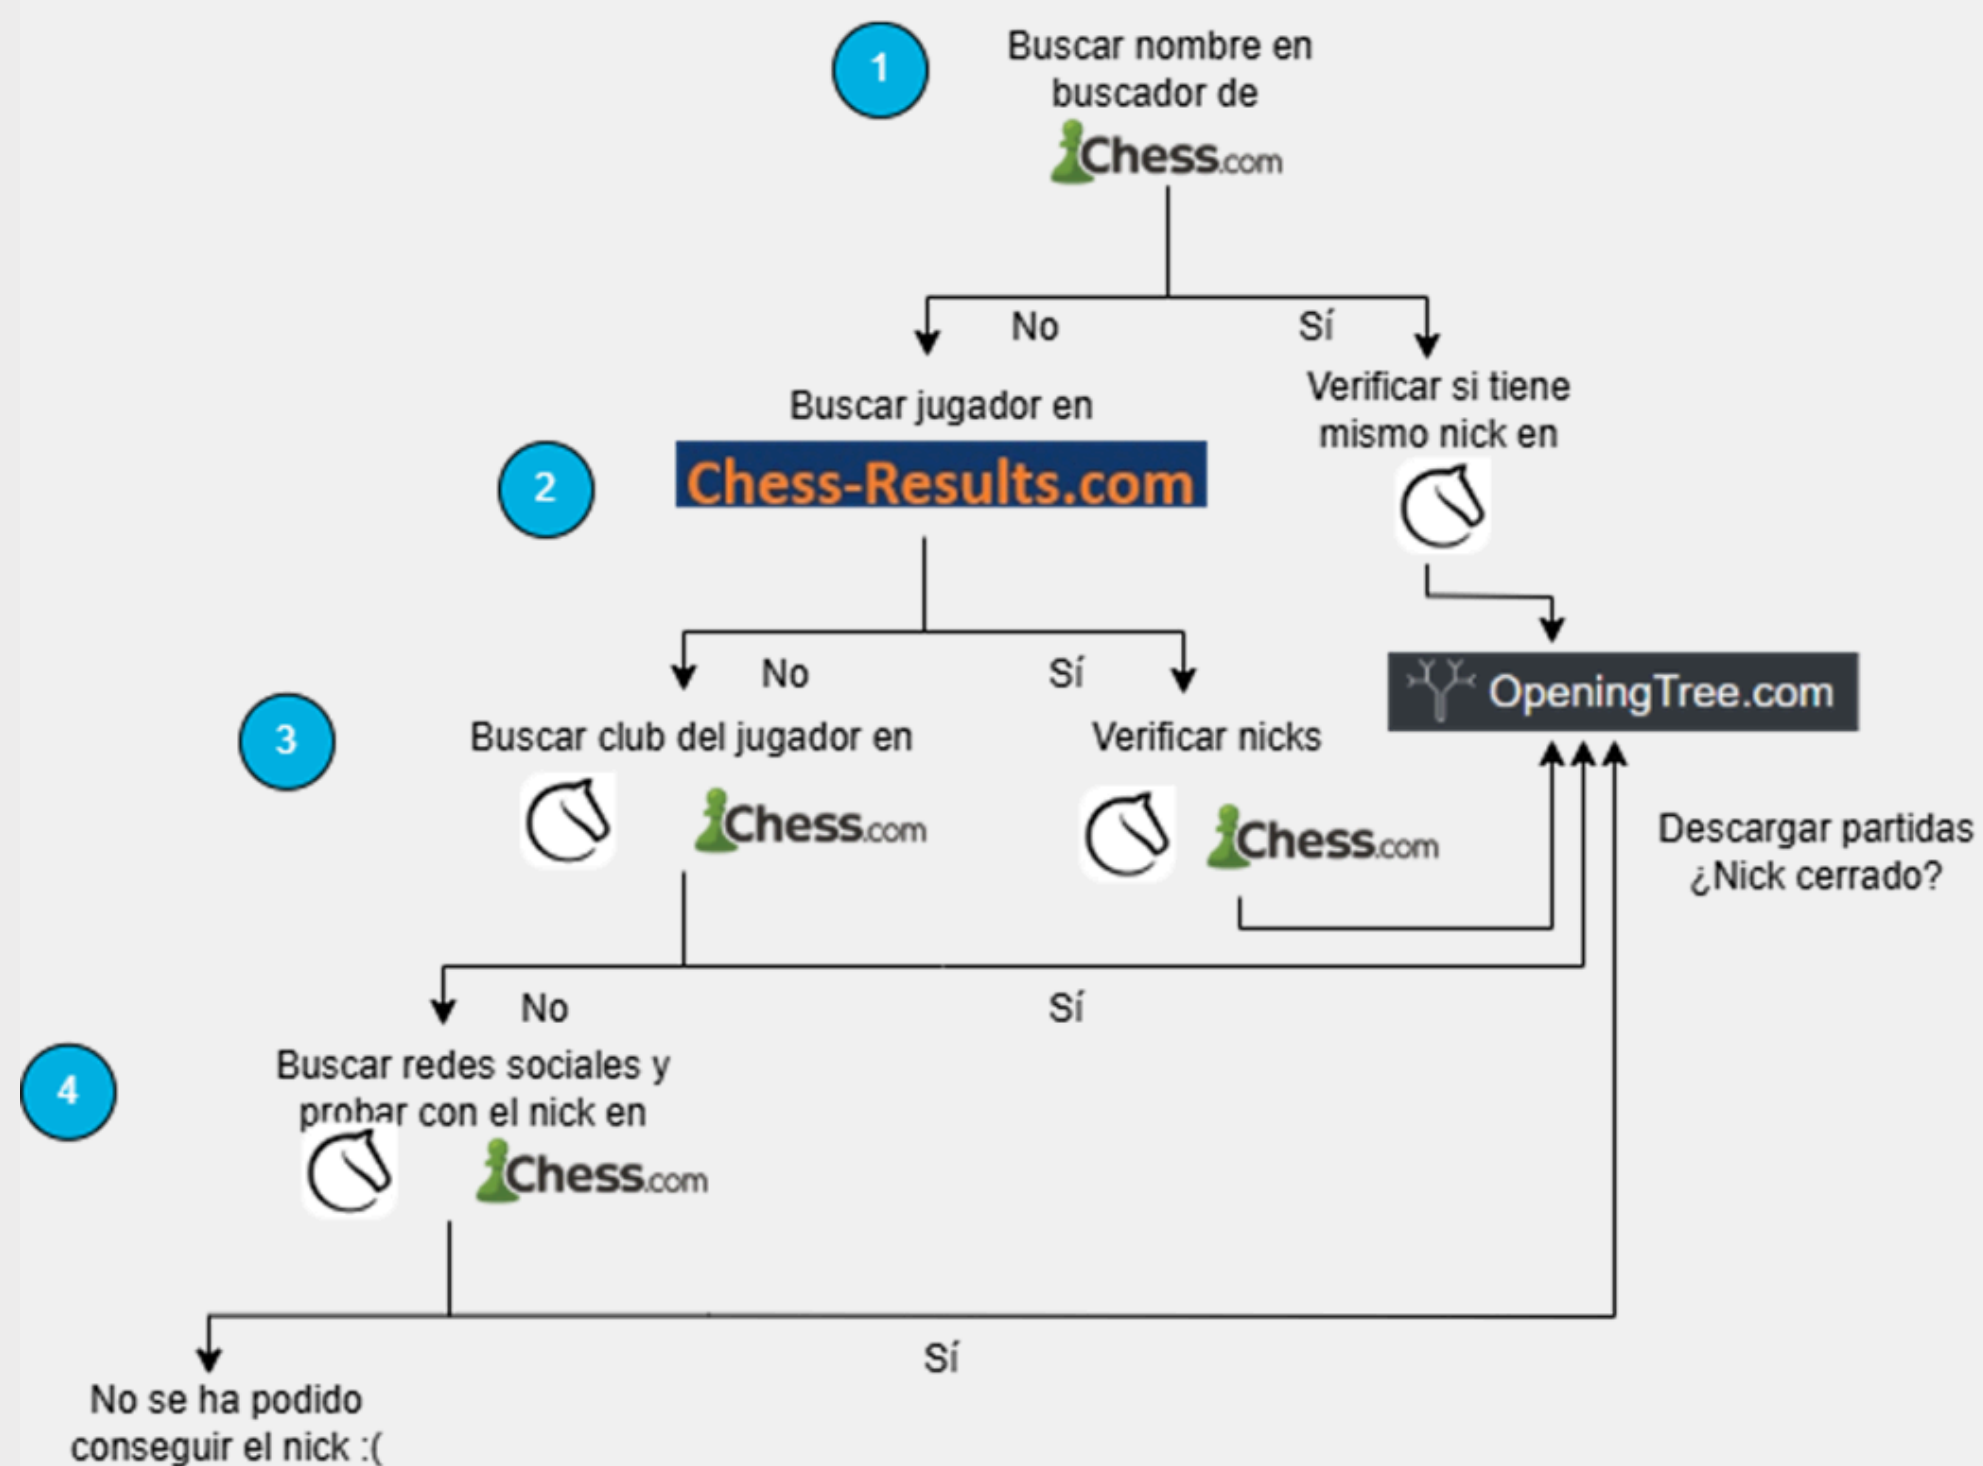 1
Buscar nombre en
buscador de
Chess.com
No
Sí
Buscar jugador en
Verificar si tiene
mismo nick en
2
Chess-Results.com
No
Sí
OpeningTree.com
3
Buscar club del jugador en
Verificar nicks
Chess.com
Chess.com
Descargar partidas
¿Nick cerrado?
No
Sí
4
Buscar redes sociales y
probar con el nick en
Chess.com
Sí
No se ha podido
conseguir el nick :(